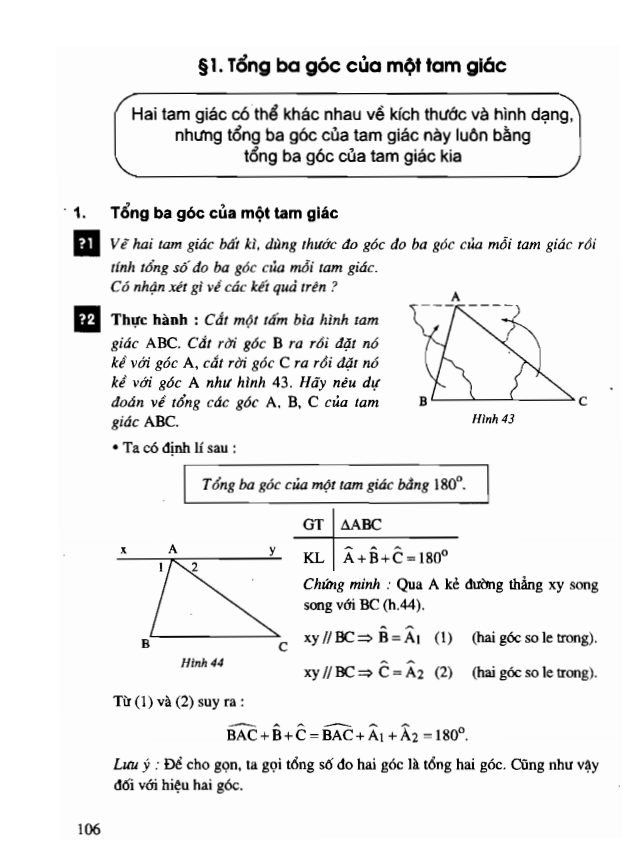 §1. Tổng ba góc của một tam giác
Hai tam giác có thể khác nhau về kích thước và hình dạng,
nhưng tổng ba góc của tam giác này luôn bằng
tổng ba góc của tam giác kia
1. Tổng ba góc của một tam giác
?1 Vẽ hai tam giác bất kì, dùng thước đo góc đo ba góc của mỗi tam giác rồi
tính tổng số đo ba góc của mỗi tam giác.
Có nhận xét gì về các kết quả trên ?
?2 Thực hành : Cắt một tấm bìa hình tam
giác ABC. Cắt rời góc B ra rồi đặt nó
kề với góc A, cắt rời góc C ra rồi đặt nó
kề với góc A như hình 43. Hãy nêu dự
đoán về tổng các góc A, B, C của tam
giác ABC.
A
B
C
Hình 43
• Ta có định lí sau :
Tổng ba góc của một tam giác bằng 180°.
GT ΔABC
KL Â + B̂ + Ĉ = 180°
x A y
1 2
B
C
Hình 44
Chứng minh : Qua A kẻ đường thẳng xy song
song với BC (h.44).
xy // BC ⇒ B̂ = Â₁ (1) (hai góc so le trong).
xy // BC ⇒ Ĉ = Â₂ (2) (hai góc so le trong).
Từ (1) và (2) suy ra :
B̂AC + B̂ + Ĉ = B̂AC + Â₁ + Â₂ = 180°.
Lưu ý : Để cho gọn, ta gọi tổng số đo hai góc là tổng hai góc. Cũng như vậy
đối với hiệu hai góc.
106